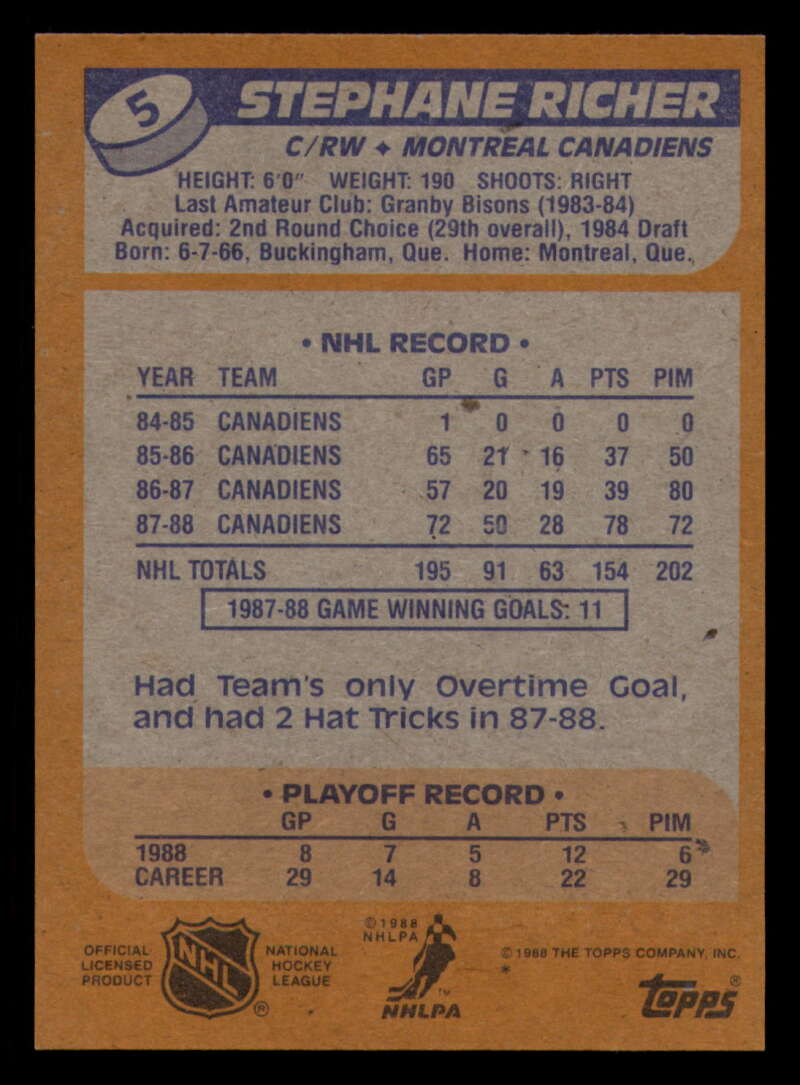 5
STEPHANE RICHER
C/RW ✦ MONTREAL CANADIENS
HEIGHT: 6'0" WEIGHT: 190 SHOOTS: RIGHT
Last Amateur Club: Granby Bisons (1983-84)
Acquired: 2nd Round Choice (29th overall), 1984 Draft
Born: 6-7-66, Buckingham, Que. Home: Montreal, Que.
• NHL RECORD •
YEAR TEAM GP G A PTS PIM
84-85 CANADIENS 1 0 0 0 0
85-86 CANADIENS 65 21 16 37 50
86-87 CANADIENS 57 20 19 39 80
87-88 CANADIENS 72 50 28 78 72
NHL TOTALS 195 91 63 154 202
1987-88 GAME WINNING GOALS: 11
Had Team's only Overtime Goal,
and had 2 Hat Tricks in 87-88.
• PLAYOFF RECORD •
GP G A PTS PIM
1988 8 7 5 12 6
CAREER 29 14 8 22 29
OFFICIAL
LICENSED
PRODUCT
NHL
®
NATIONAL
HOCKEY
LEAGUE
©1988
NHLPA
™
NHLPA
©1988 THE TOPPS COMPANY, INC.
*
topps®